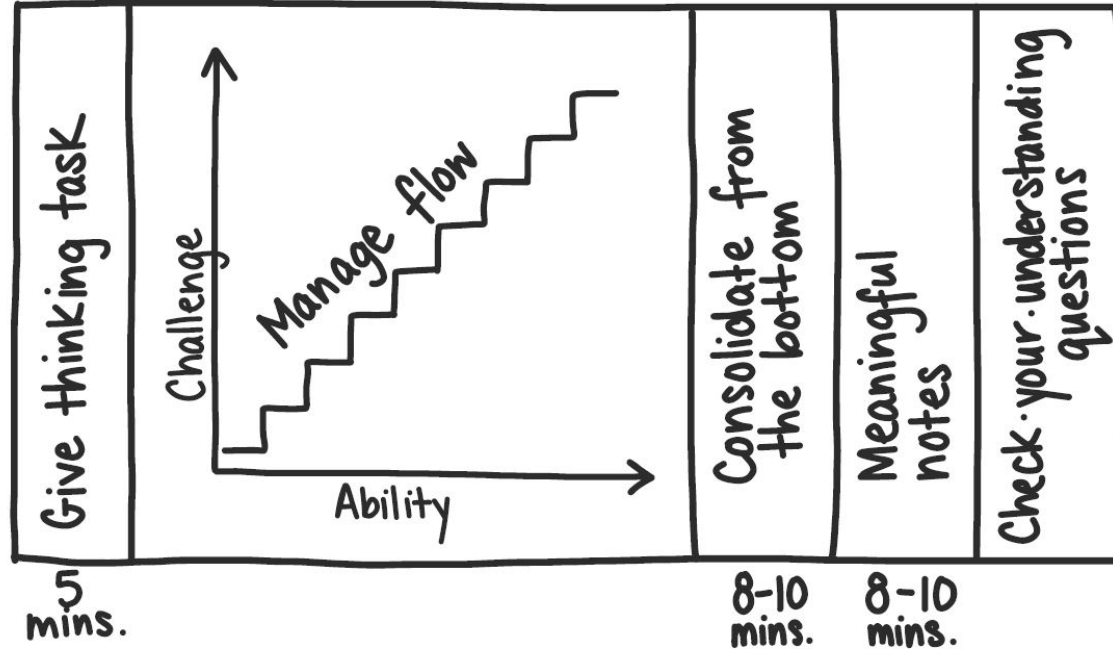 Give thinking task
Challenge
Manage flow
Ability
Consolidate from
the bottom
Meaningful
notes
Check-your-understanding
questions
5
mins.
8-10
mins.
8-10
mins.